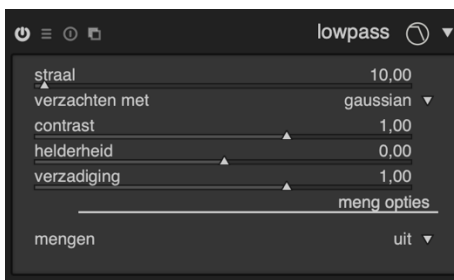 lowpass
straal 10,00
verzachten met gaussian
contrast 1,00
helderheid 0,00
verzadiging 1,00
meng opties
mengen uit